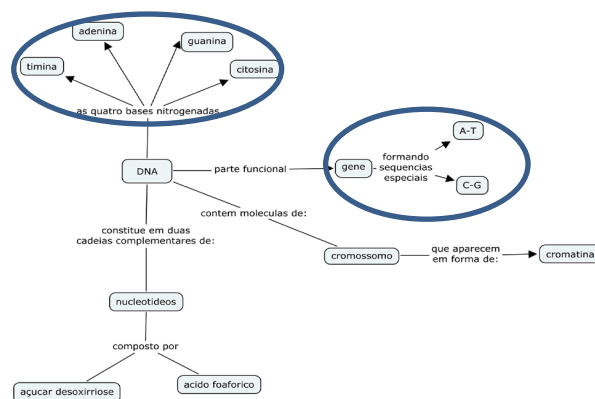 adenina
guanina
timina
citosina
as quatro bases nitrogenadas
A-T
DNA
parte funcional
gene
formando
sequencias
especiais
C-G
contem moleculas de:
constitue em duas
cadeias complementares de:
cromossomo
que aparecem
em forma de:
cromatina
nucleotideos
composto por
açucar desoxirriose
acido foaforico